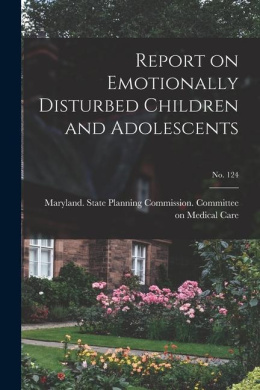 Report on
Emotionally
Disturbed Children
and Adolescents
No. 124
Maryland. State Planning Commission. Committee
on Medical Care